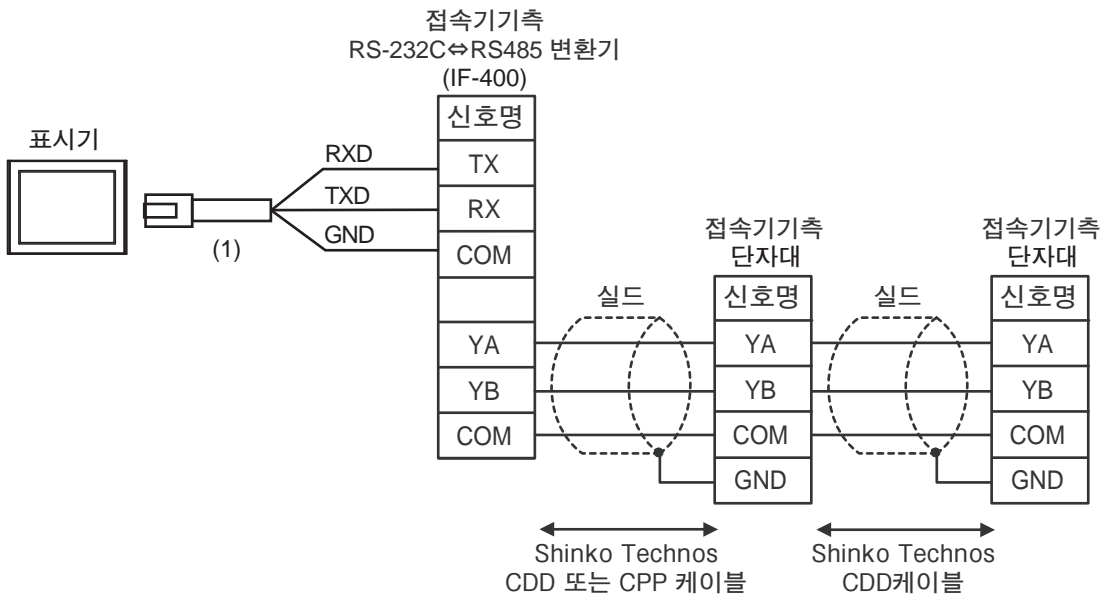 접속기기측
RS-232C⇔RS485 변환기
(IF-400)
신호명
표시기
RXD
TX
TXD
RX
GND
COM
(1)
YA
YB
COM
실드
접속기기측
단자대
신호명
YA
YB
COM
GND
실드
접속기기측
단자대
신호명
YA
YB
COM
GND
Shinko Technos
CDD 또는 CPP 케이블
Shinko Technos
CDD케이블